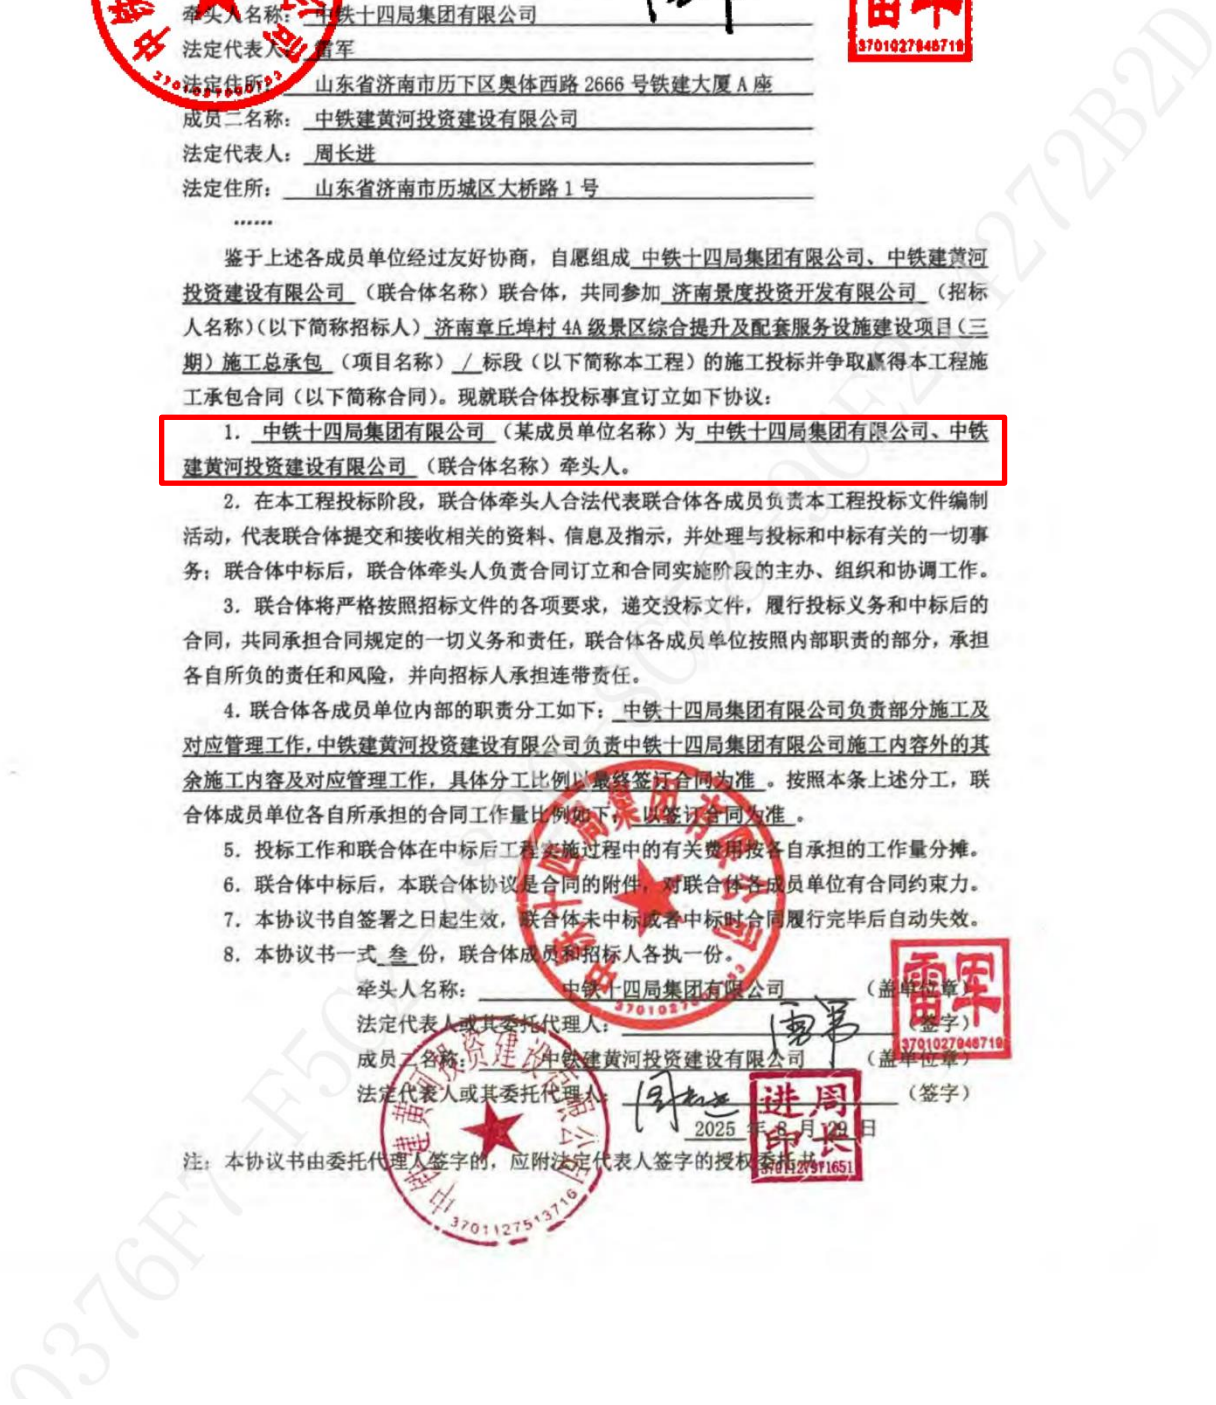 牵头人名称：中铁十四局集团有限公司
法定代表人：雷军
3701027046719
法定住所：山东省济南市历下区奥体西路 2666 号铁建大厦 A 座
成员二名称：中铁建黄河投资建设有限公司
法定代表人：周长进
法定住所：山东省济南市历城区大桥路 1 号
……
鉴于上述各成员单位经过友好协商，自愿组成 中铁十四局集团有限公司、中铁建黄河
投资建设有限公司 （联合体名称）联合体，共同参加 济南景度投资开发有限公司 （招标
人名称）（以下简称招标人）济南章丘埠村 4A 级景区综合提升及配套服务设施建设项目（三
期）施工总承包 （项目名称） / 标段（以下简称本工程）的施工投标并争取赢得本工程施
工承包合同（以下简称合同）。现就联合体投标事宜订立如下协议：
1. 中铁十四局集团有限公司 （某成员单位名称）为 中铁十四局集团有限公司、中铁
建黄河投资建设有限公司 （联合体名称）牵头人。
2. 在本工程投标阶段，联合体牵头人合法代表联合体各成员负责本工程投标文件编制
活动，代表联合体提交和接收相关的资料、信息及指示，并处理与投标和中标有关的一切事
务；联合体中标后，联合体牵头人负责合同订立和合同实施阶段的主办、组织和协调工作。
3. 联合体将严格按照招标文件的各项要求，递交投标文件，履行投标义务和中标后的
合同，共同承担合同规定的一切义务和责任，联合体各成员单位按照内部职责的部分，承担
各自所负的责任和风险，并向招标人承担连带责任。
4. 联合体各成员单位内部的职责分工如下： 中铁十四局集团有限公司负责部分施工及
对应管理工作，中铁建黄河投资建设有限公司负责中铁十四局集团有限公司施工内容外的其
余施工内容及对应管理工作，具体分工比例以最终签订合同为准 。按照本条上述分工，联
合体成员单位各自所承担的合同工作量比例如下， 以签订合同为准 。
5. 投标工作和联合体在中标后工程实施过程中的有关费用按各自承担的工作量分摊。
6. 联合体中标后，本联合体协议是合同的附件，对联合体各成员单位有合同约束力。
7. 本协议书自签署之日起生效，联合体未中标或者中标时合同履行完毕后自动失效。
8. 本协议书一式 叁 份，联合体成员和招标人各执一份。
牵头人名称： 中铁十四局集团有限公司 （盖单位章）
中铁十四局集团有限公司
雷军
3701027046719
法定代表人或其委托代理人： 雷军 （签字）
成员二名称： 中铁建黄河投资建设有限公司 （盖单位章）
法定代表人或其委托代理人： 周长进 （签字）
中铁建黄河投资建设有限公司
3701127513716
周长进印
2025 年 8 月 29 日
注：本协议书由委托代理人签字的，应附法定代表人签字的授权委托书。